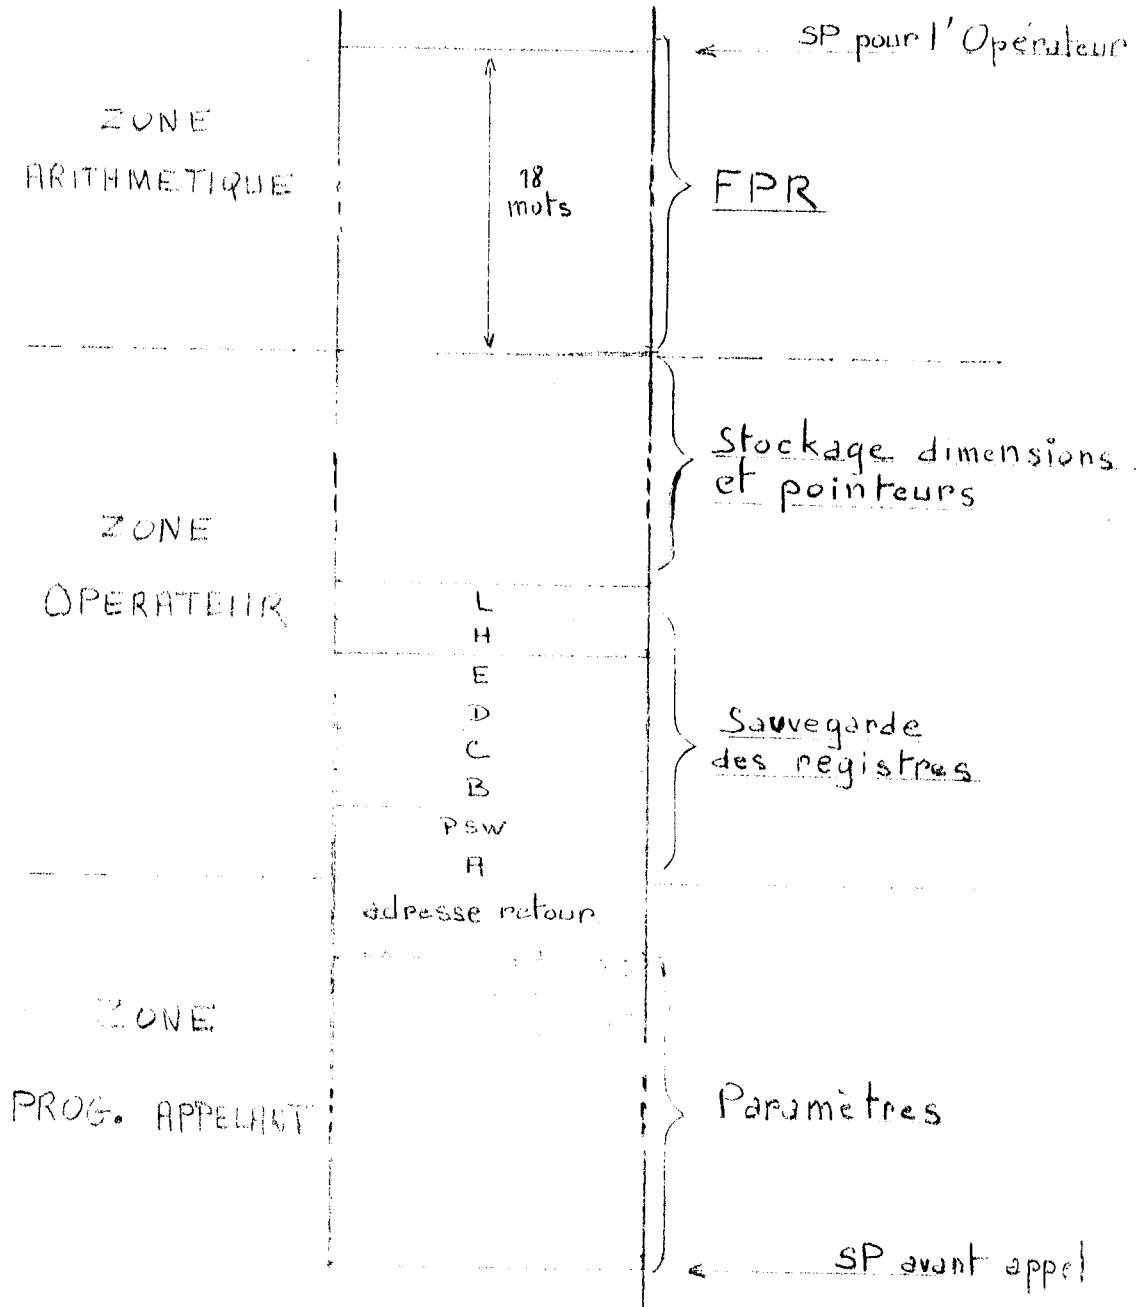 SP pour l'Opérateur
ZONE
ARITHMETIQUE
18
mots
FPR
Stockage dimensions
et pointeurs
ZONE
OPERATEUR
L
H
E
D
C
B
PSW
A
Sauvegarde
des registres
adresse retour
ZONE
PROG. APPELANT
Paramètres
SP avant appel